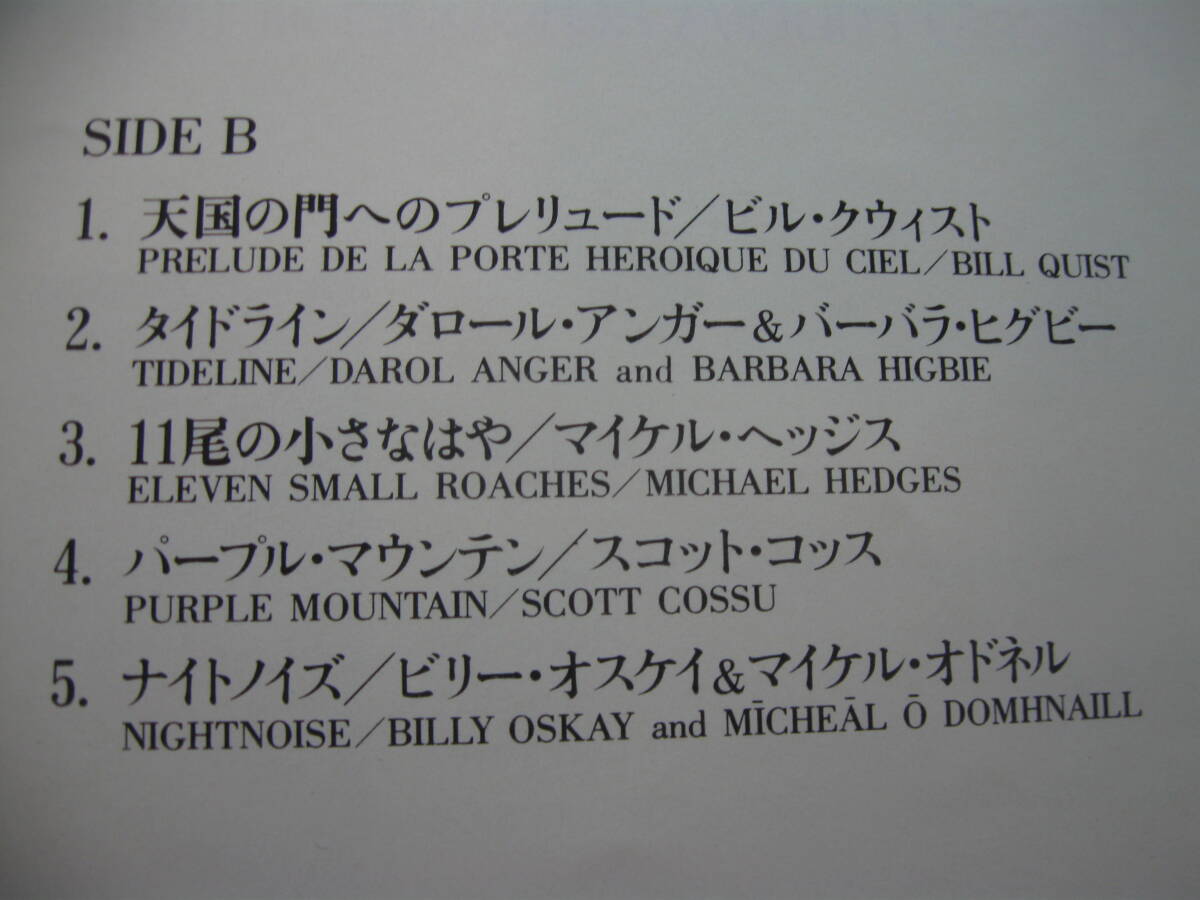 SIDE B
1. 天国の門へのプレリュード/ビル・クウィスト
PRELUDE DE LA PORTE HEROIQUE DU CIEL/BILL QUIST
2. タイドライン/ダロール・アンガー&バーバラ・ヒグビー
TIDELINE/DAROL ANGER and BARBARA HIGBIE
3. 11尾の小さなはや/マイケル・ヘッジス
ELEVEN SMALL ROACHES/MICHAEL HEDGES
4. パープル・マウンテン/スコット・コッス
PURPLE MOUNTAIN/SCOTT COSSU
5. ナイトノイズ/ビリー・オスケイ&マイケル・オドネル
NIGHTNOISE/BILLY OSKAY and MĪCHEĀL Ō DOMHNAILL